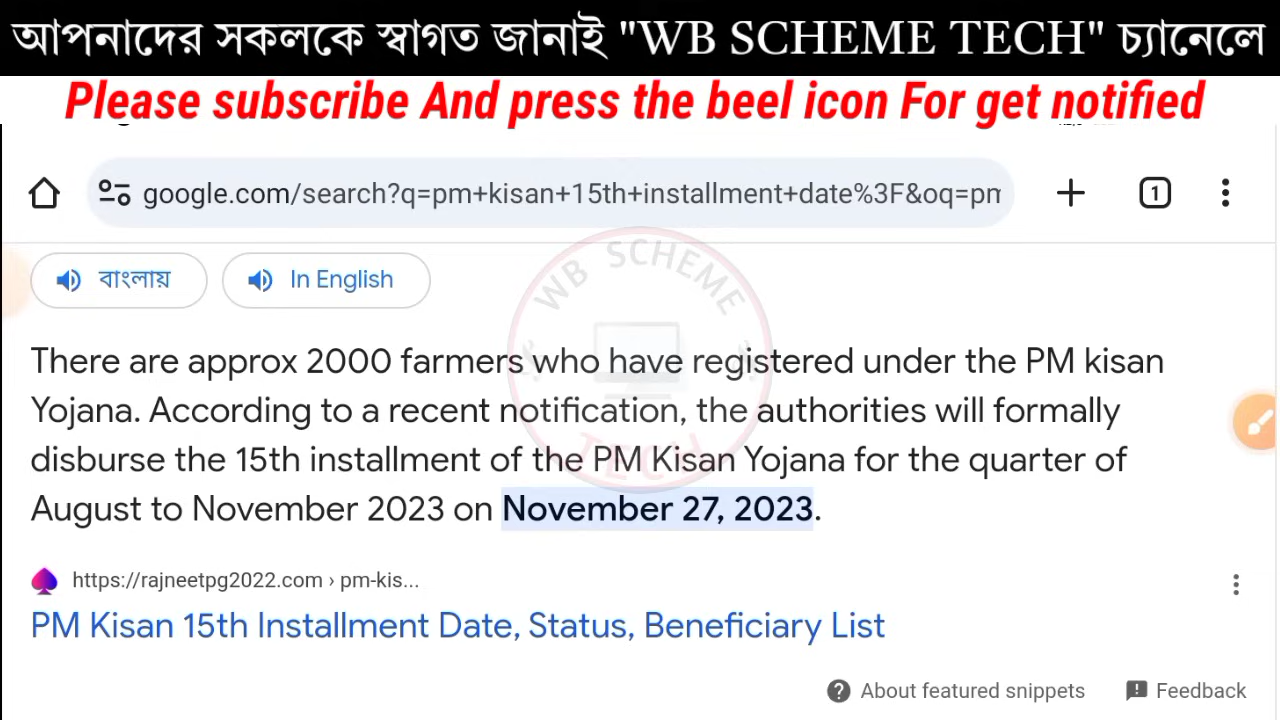 আপনাদের সকলকে স্বাগত জানাই "WB SCHEME TECH" চ্যানেলে
Please subscribe And press the beel icon For get notified
google.com/search?q=pm+kisan+15th+installment+date%3F&oq=pm
1
বাংলায়
In English
WB SCHEME
TECH
There are approx 2000 farmers who have registered under the PM kisan
Yojana. According to a recent notification, the authorities will formally
disburse the 15th installment of the PM Kisan Yojana for the quarter of
August to November 2023 on November 27, 2023.
https://rajneetpg2022.com › pm-kis...
PM Kisan 15th Installment Date, Status, Beneficiary List
About featured snippets
Feedback